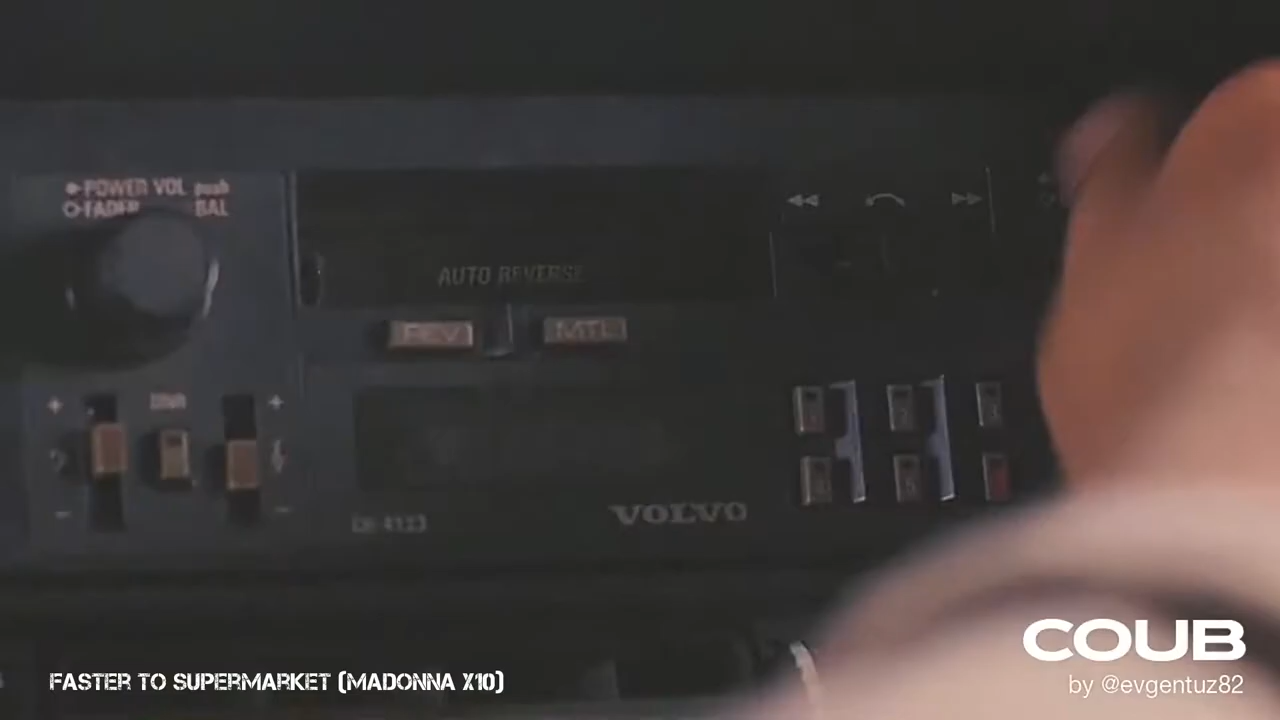 POWER VOL push
FADER BAL
AUTO REVERSE
REV MTL
VOLVO
COUB
by @evgentuz82
FASTER TO SUPERMARKET (MADONNA X10)